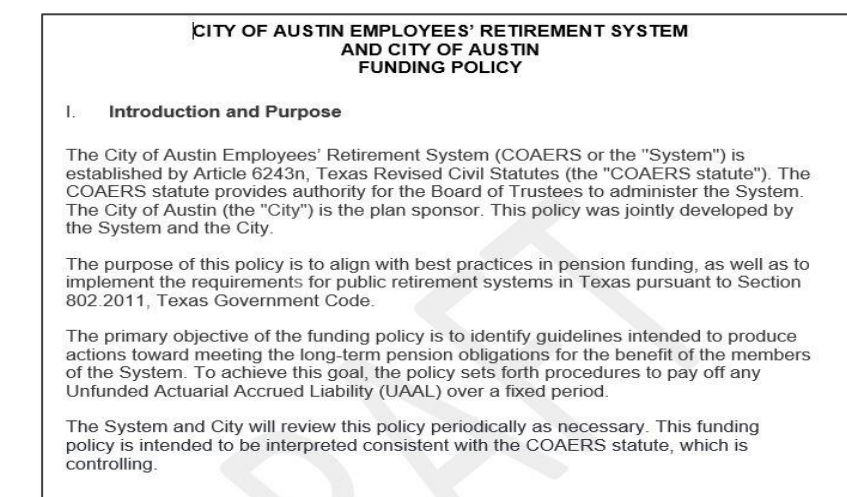 CITY OF AUSTIN EMPLOYEES' RETIREMENT SYSTEM
AND CITY OF AUSTIN
FUNDING POLICY
I. Introduction and Purpose
The City of Austin Employees' Retirement System (COAERS or the "System") is
established by Article 6243n, Texas Revised Civil Statutes (the "COAERS statute"). The
COAERS statute provides authority for the Board of Trustees to administer the System.
The City of Austin (the "City") is the plan sponsor. This policy was jointly developed by
the System and the City.
The purpose of this policy is to align with best practices in pension funding, as well as to
implement the requirements for public retirement systems in Texas pursuant to Section
802.2011, Texas Government Code.
The primary objective of the funding policy is to identify guidelines intended to produce
actions toward meeting the long-term pension obligations for the benefit of the members
of the System. To achieve this goal, the policy sets forth procedures to pay off any
Unfunded Actuarial Accrued Liability (UAAL) over a fixed period.
The System and City will review this policy periodically as necessary. This funding
policy is intended to be interpreted consistent with the COAERS statute, which is
controlling.